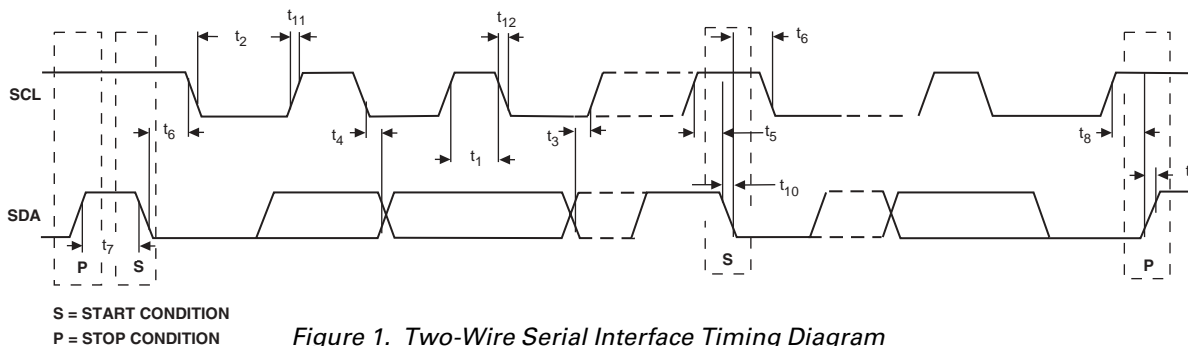 t11
t12
t2
t6
SCL
t6
t4
t3
t5
t8
t1
t10
t
SDA
t7
P
S
S
P
S = START CONDITION
P = STOP CONDITION
Figure 1. Two-Wire Serial Interface Timing Diagram